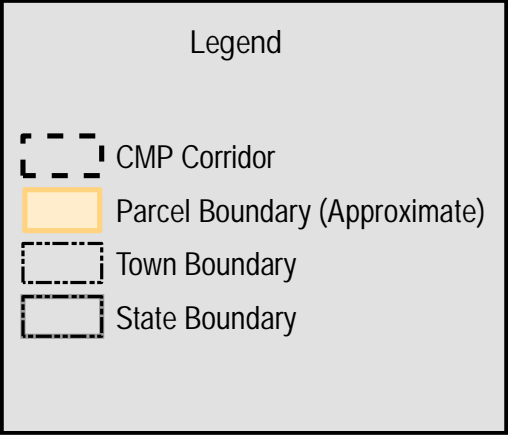 Legend
CMP Corridor
Parcel Boundary (Approximate)
Town Boundary
State Boundary